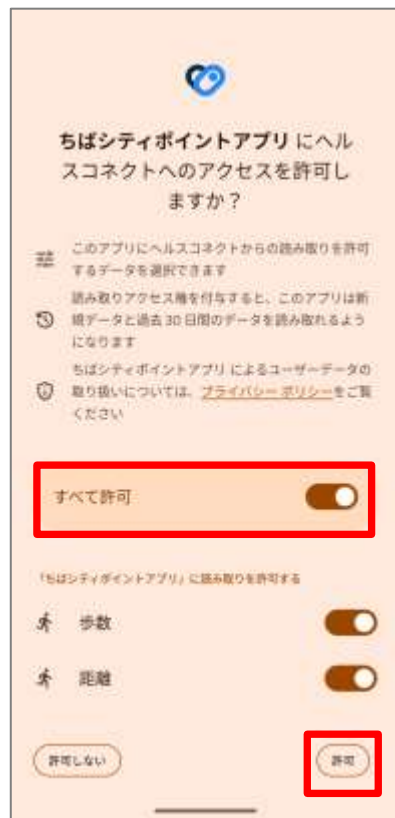 ちばシティポイントアプリ にヘル
スコネクトへのアクセスを許可し
ますか？
このアプリにヘルスコネクトからの読み取りを許可
するデータを選択できます
読み取りアクセス権を付与すると、このアプリは新
規データと過去 30 日間のデータを読み取れるよう
になります
ちばシティポイントアプリ によるユーザーデータの
取り扱いについては、プライバシー ポリシーをご覧
ください
すべて許可
「ちばシティポイントアプリ」に読み取りを許可する
歩数
距離
許可しない
許可